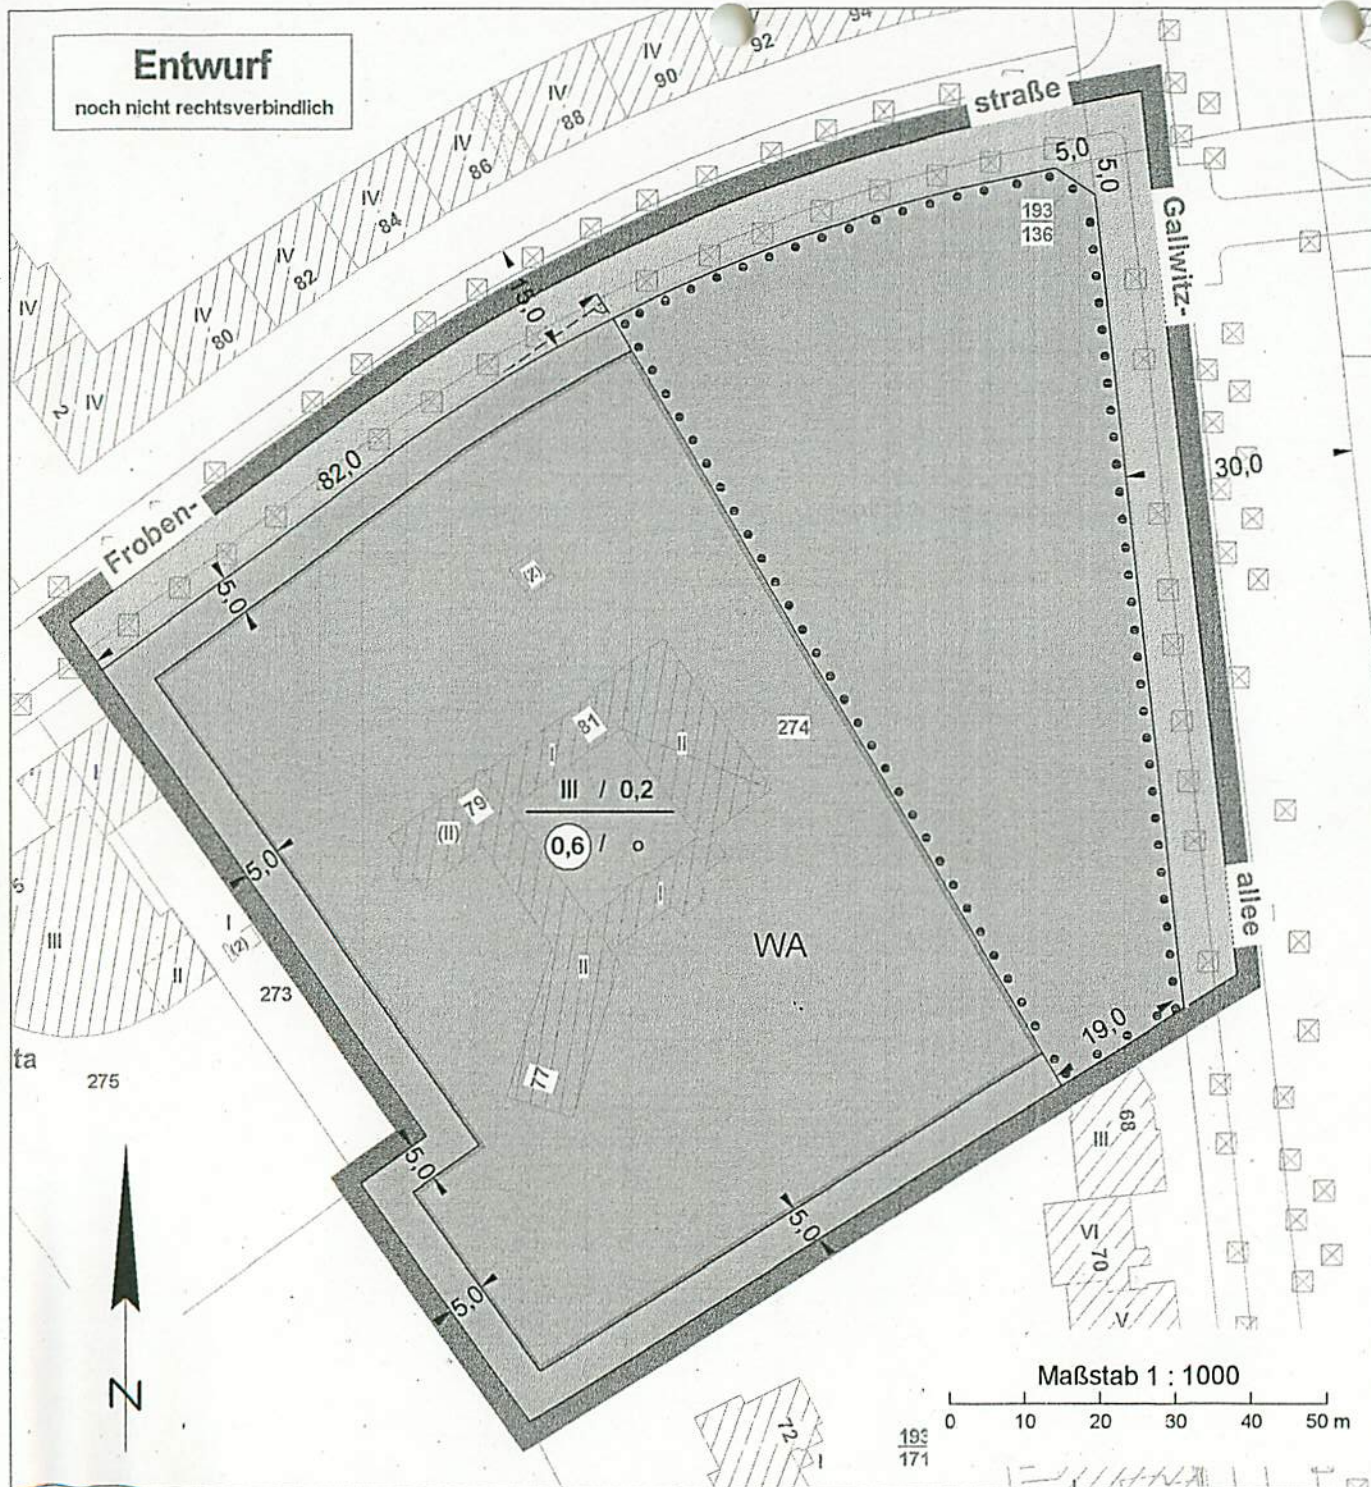 Entwurf
noch nicht rechtsverbindlich
94
IV
92
IV
90
IV
88
IV
86
IV
84
IV
82
IV
80
IV
IV
2
straße
5,0
5,0
193
136
Gallwitz-
15,0
82,0
30,0
Froben-
5,0
274
81
I
II
79
(II)
III / 0,2
0,6 / o
I
5,0
I
III
I
(2)
II
273
WA
II
allee
77
19,0
ta
275
68
III
5,0
5,0
VI
70
5,0
V
N
Maßstab 1 : 1000
0 10 20 30 40 50 m
72
I
193
171